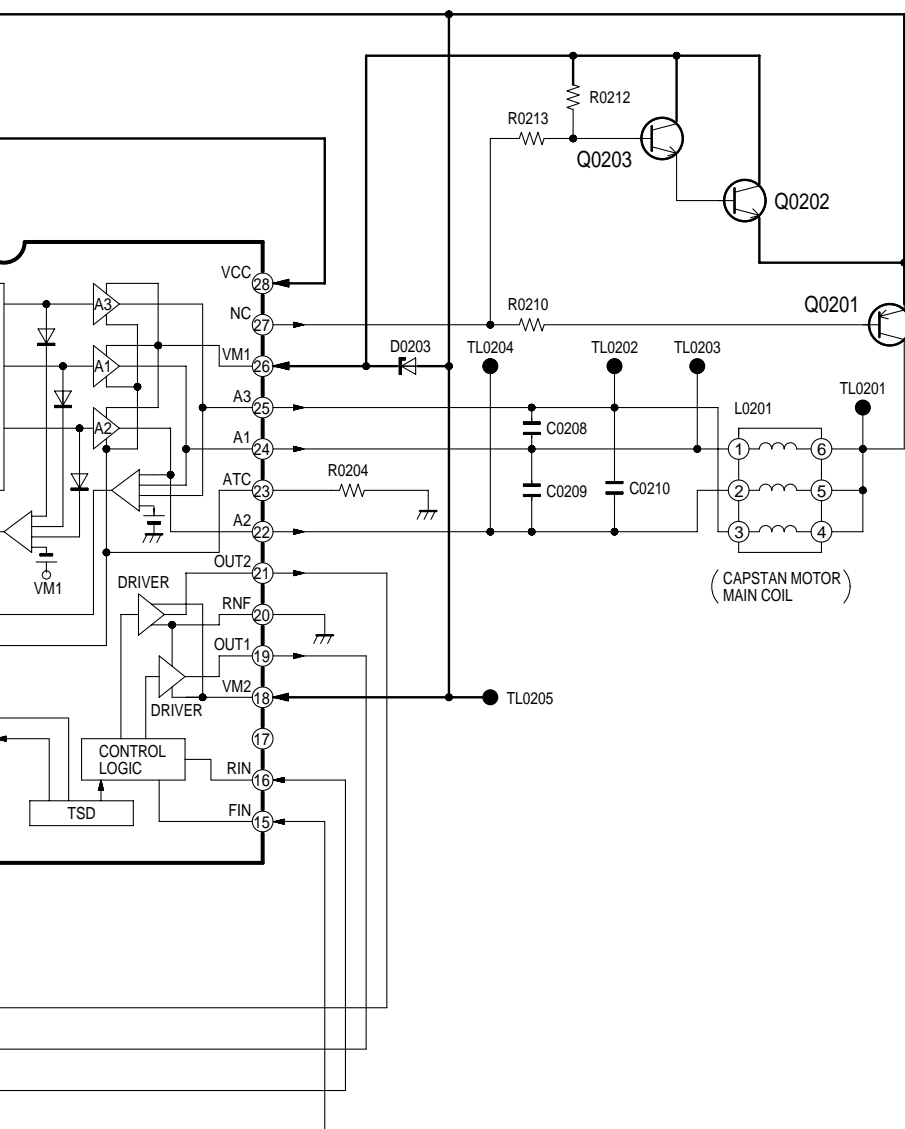 R0212
R0213
Q0203
Q0202
VCC
28
A3
NC
27
R0210
Q0201
VM1
26
D0203
TL0204
TL0202
TL0203
A1
A3
25
TL0201
L0201
A2
A1
24
C0208
1
6
ATC
23
R0204
C0209
C0210
2
5
A2
22
3
4
VM1
OUT2
21
(CAPSTAN MOTOR
MAIN COIL)
DRIVER
RNF
20
OUT1
19
VM2
18
TL0205
DRIVER
17
CONTROL
LOGIC
RIN
16
TSD
FIN
15